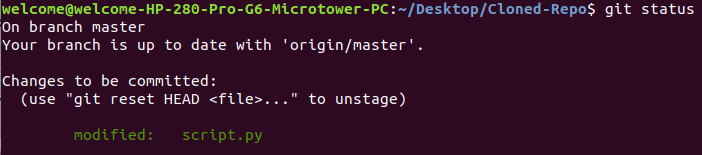 welcome@welcome-HP-280-Pro-G6-Microtower-PC:~/Desktop/Cloned-Repo$ git status
On branch master
Your branch is up to date with 'origin/master'.
Changes to be committed:
  (use "git reset HEAD <file>..." to unstage)
        modified:   script.py